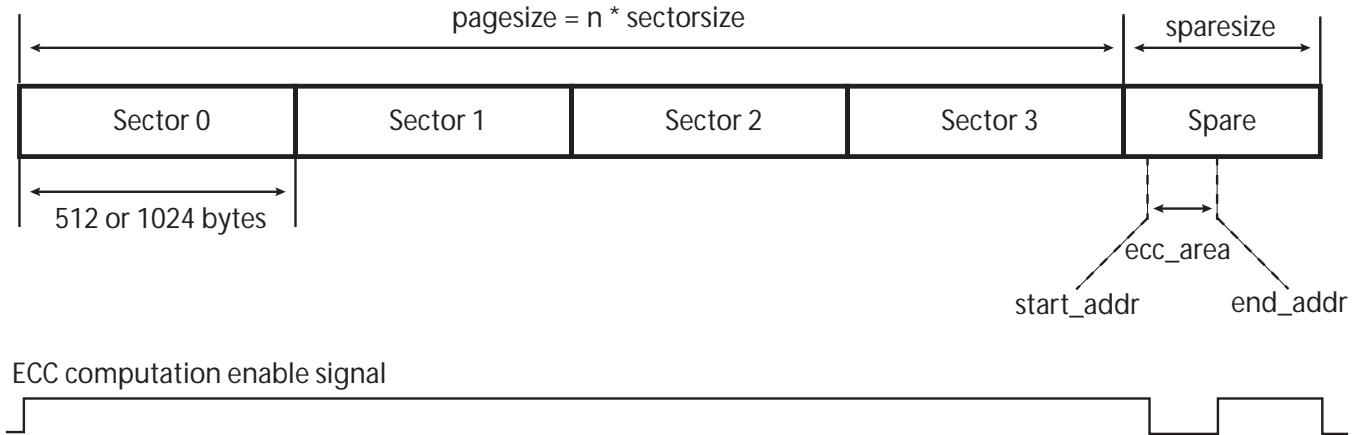 pagesize = n * sectorsize
sparesize
Sector 0
Sector 1
Sector 2
Sector 3
Spare
512 or 1024 bytes
ecc_area
start_addr
end_addr
ECC computation enable signal